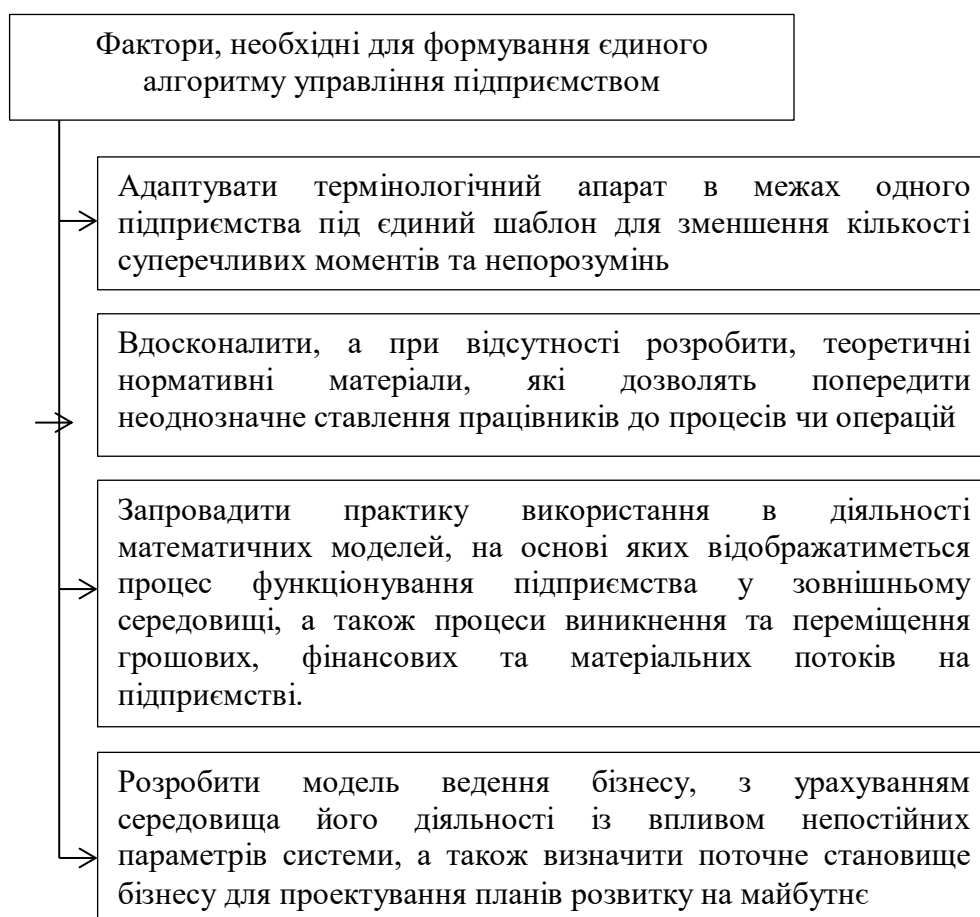 Фактори, необхідні для формування єдиного
алгоритму управління підприємством
Адаптувати термінологічний апарат в межах одного
підприємства під єдиний шаблон для зменшення кількості
суперечливих моментів та непорозумінь
Вдосконалити, а при відсутності розробити, теоретичні
нормативні матеріали, які дозволять попередити
неоднозначне ставлення працівників до процесів чи операцій
Запровадити практику використання в діяльності
математичних моделей, на основі яких відображатиметься
процес функціонування підприємства у зовнішньому
середовищі, а також процеси виникнення та переміщення
грошових, фінансових та матеріальних потоків на
підприємстві.
Розробити модель ведення бізнесу, з урахуванням
середовища його діяльності із впливом непостійних
параметрів системи, а також визначити поточне становище
бізнесу для проектування планів розвитку на майбутнє